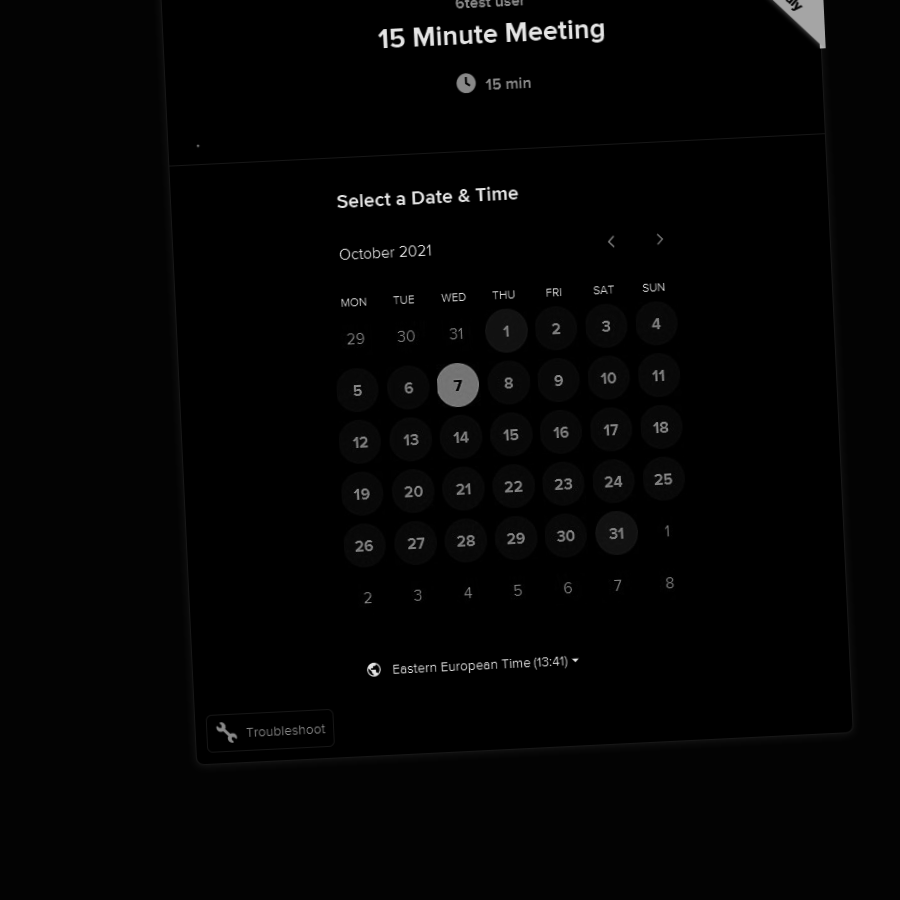 6test user
15 Minute Meeting
15 min
Select a Date & Time
October 2021
MON TUE WED THU FRI SAT SUN
29 30 31 1 2 3 4
5 6 7 8 9 10 11
12 13 14 15 16 17 18
19 20 21 22 23 24 25
26 27 28 29 30 31 1
2 3 4 5 6 7 8
Eastern European Time (13:41)
Troubleshoot